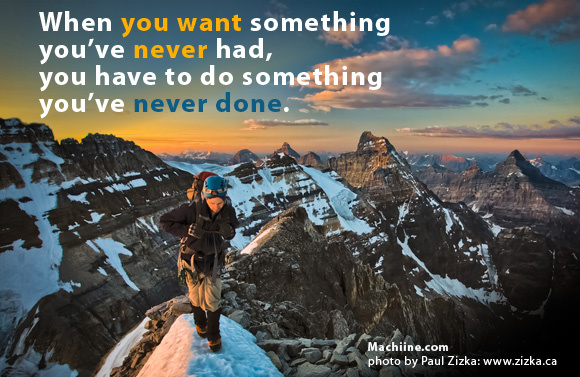 When you want something
you've never had,
you have to do something
you've never done.
Machiine.com
photo by Paul Zizka: www.zizka.ca